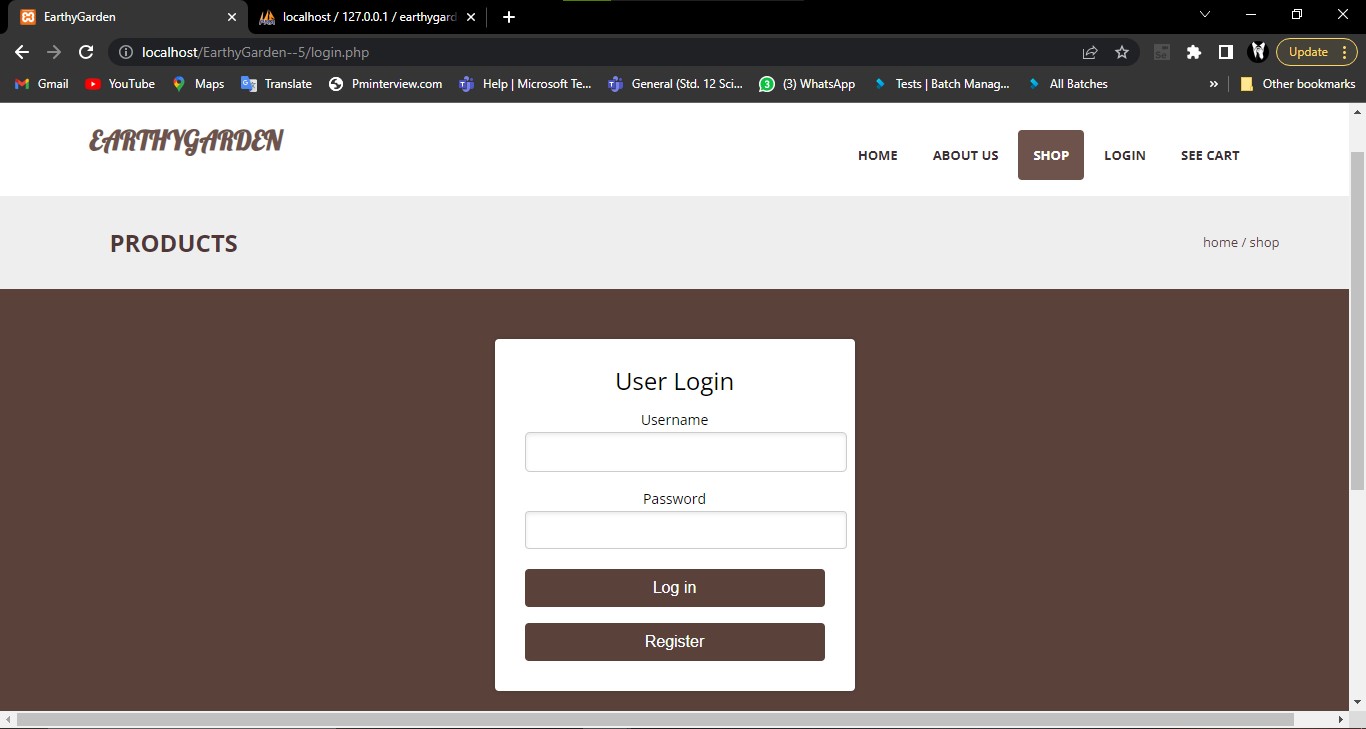 EarthyGarden
localhost / 127.0.0.1 / earthygard
localhost/EarthyGarden--5/login.php
Update
Gmail
YouTube
Maps
Translate
Pminterview.com
Help | Microsoft Te...
General (Std. 12 Sci...
(3) WhatsApp
Tests | Batch Manag...
All Batches
»
Other bookmarks
EARTHYGARDEN
HOME
ABOUT US
SHOP
LOGIN
SEE CART
PRODUCTS
home / shop
User Login
Username
Password
Log in
Register